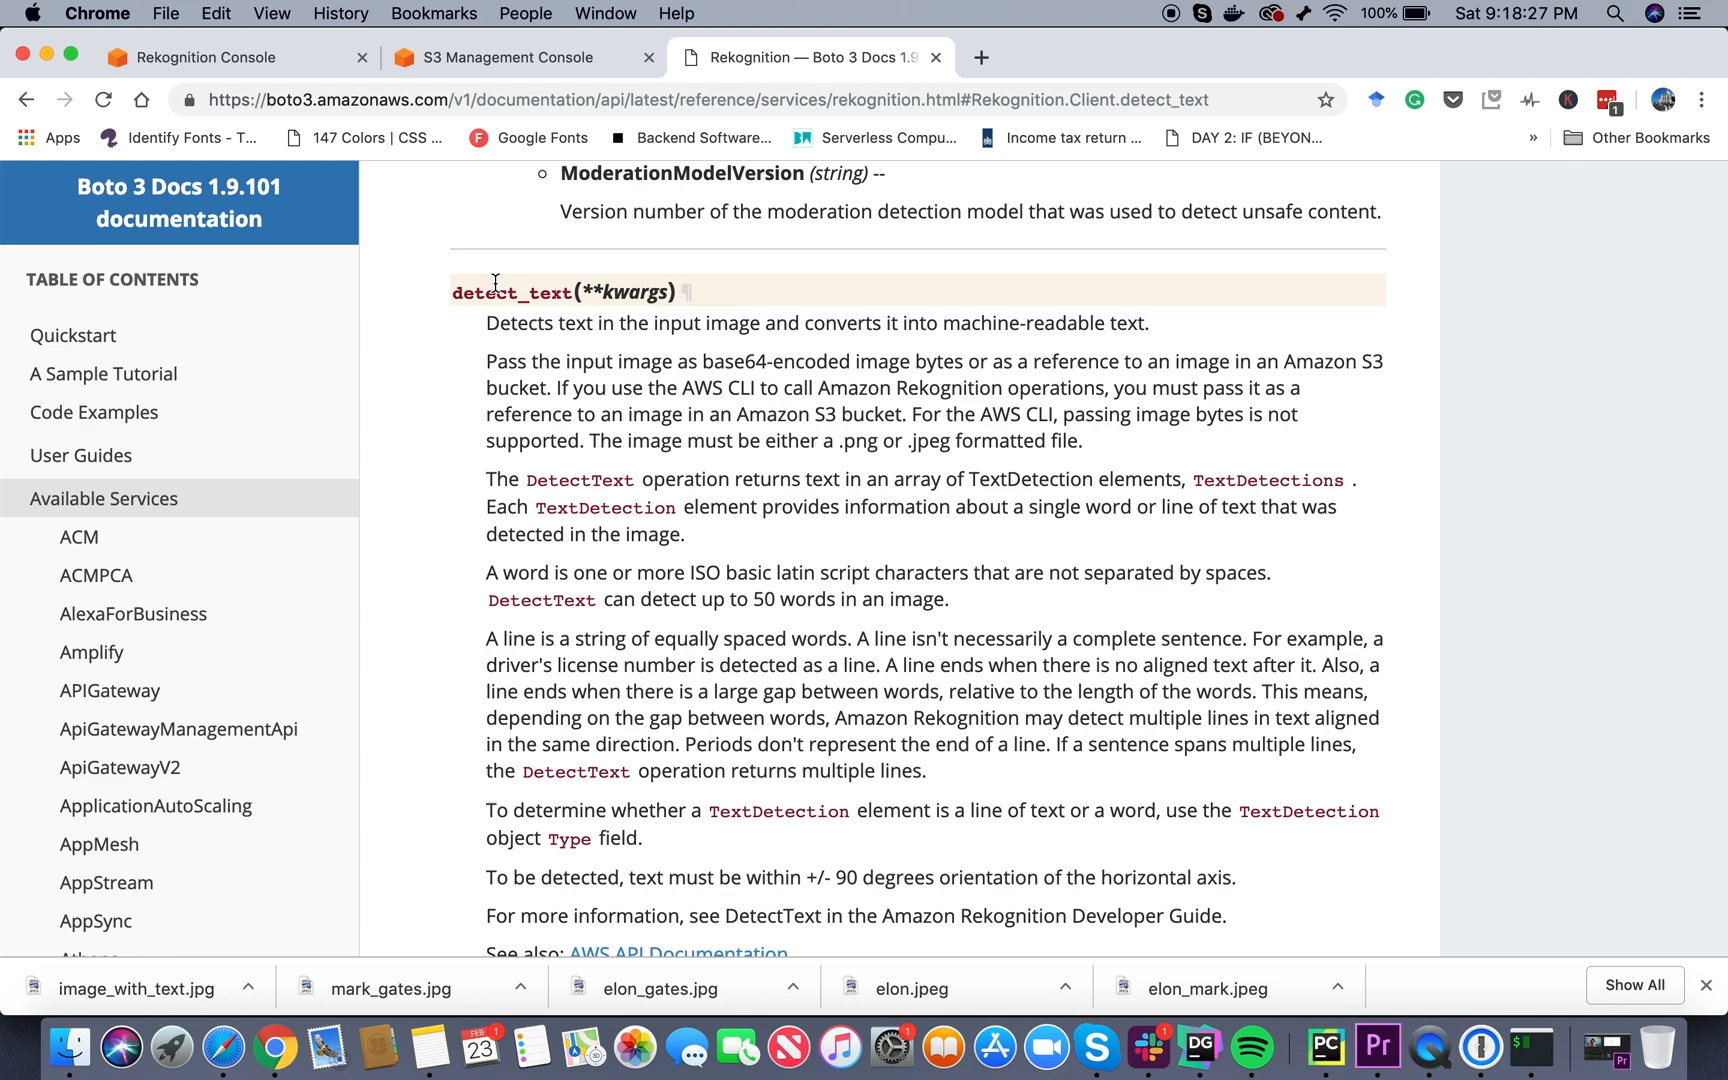 Chrome File Edit View History Bookmarks People Window Help 100% Sat 9:18:27 PM
Rekognition Console S3 Management Console Rekognition — Boto 3 Docs 1.9
https://boto3.amazonaws.com/v1/documentation/api/latest/reference/services/rekognition.html#Rekognition.Client.detect_text 1
Apps Identify Fonts - T... 147 Colors | CSS ... F Google Fonts Backend Software... Serverless Compu... Income tax return ... DAY 2: IF (BEYON... » Other Bookmarks
Boto 3 Docs 1.9.101
documentation
TABLE OF CONTENTS
Quickstart
A Sample Tutorial
Code Examples
User Guides
Available Services
ACM
ACMPCA
AlexaForBusiness
Amplify
APIGateway
ApiGatewayManagementApi
ApiGatewayV2
ApplicationAutoScaling
AppMesh
AppStream
AppSync
Athena
ModerationModelVersion (string) --
Version number of the moderation detection model that was used to detect unsafe content.
detect_text(**kwargs) ¶
Detects text in the input image and converts it into machine-readable text.
Pass the input image as base64-encoded image bytes or as a reference to an image in an Amazon S3
bucket. If you use the AWS CLI to call Amazon Rekognition operations, you must pass it as a
reference to an image in an Amazon S3 bucket. For the AWS CLI, passing image bytes is not
supported. The image must be either a .png or .jpeg formatted file.
The DetectText operation returns text in an array of TextDetection elements, TextDetections .
Each TextDetection element provides information about a single word or line of text that was
detected in the image.
A word is one or more ISO basic latin script characters that are not separated by spaces.
DetectText can detect up to 50 words in an image.
A line is a string of equally spaced words. A line isn't necessarily a complete sentence. For example, a
driver's license number is detected as a line. A line ends when there is no aligned text after it. Also, a
line ends when there is a large gap between words, relative to the length of the words. This means,
depending on the gap between words, Amazon Rekognition may detect multiple lines in text aligned
in the same direction. Periods don't represent the end of a line. If a sentence spans multiple lines,
the DetectText operation returns multiple lines.
To determine whether a TextDetection element is a line of text or a word, use the TextDetection
object Type field.
To be detected, text must be within +/- 90 degrees orientation of the horizontal axis.
For more information, see DetectText in the Amazon Rekognition Developer Guide.
See also: AWS API Documentation
image_with_text.jpg mark_gates.jpg elon_gates.jpg elon.jpeg elon_mark.jpeg Show All
FEB 23 1 1 1 DG PC Pr $ Pr